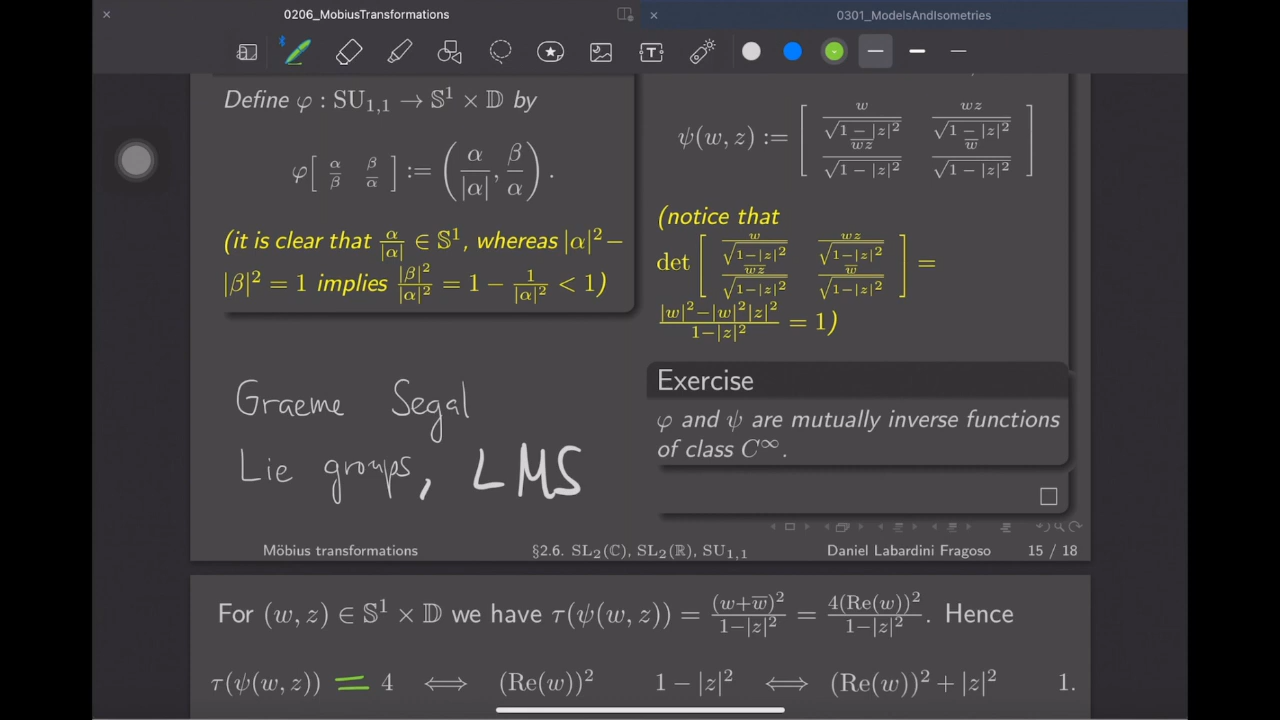 0206_MobiusTransformations
0301_ModelsAndIsometries
Define φ : SU₁,₁ → 𝕊¹ × 𝔻 by
φ[ α β ; β̅ α̅ ] := ( α/|α| , β/α ) .
(it is clear that α/|α| ∈ 𝕊¹, whereas |α|² −
|β|² = 1 implies |β|²/|α|² = 1 − 1/|α|² < 1)
Graeme Segal
Lie groups, LMS
ψ(w, z) := [ w/√(1 − |z|²) wz/√(1 − |z|²) ; w̅z̅/√(1 − |z|²) w̅/√(1 − |z|²) ]
(notice that
det [ w/√(1−|z|²) wz/√(1−|z|²) ; w̅z̅/√(1−|z|²) w̅/√(1−|z|²) ] =
(|w|²−|w|²|z|²)/(1−|z|²) = 1)
Exercise
φ and ψ are mutually inverse functions
of class C^∞.
Möbius transformations §2.6. SL₂(ℂ), SL₂(ℝ), SU₁,₁ Daniel Labardini Fragoso 15 / 18
For (w, z) ∈ 𝕊¹ × 𝔻 we have τ(ψ(w, z)) = (w+w̅)²/(1−|z|²) = 4(Re(w))²/(1−|z|²). Hence
τ(ψ(w, z)) = 4 ⟺ (Re(w))² 1 − |z|² ⟺ (Re(w))² + |z|² 1.